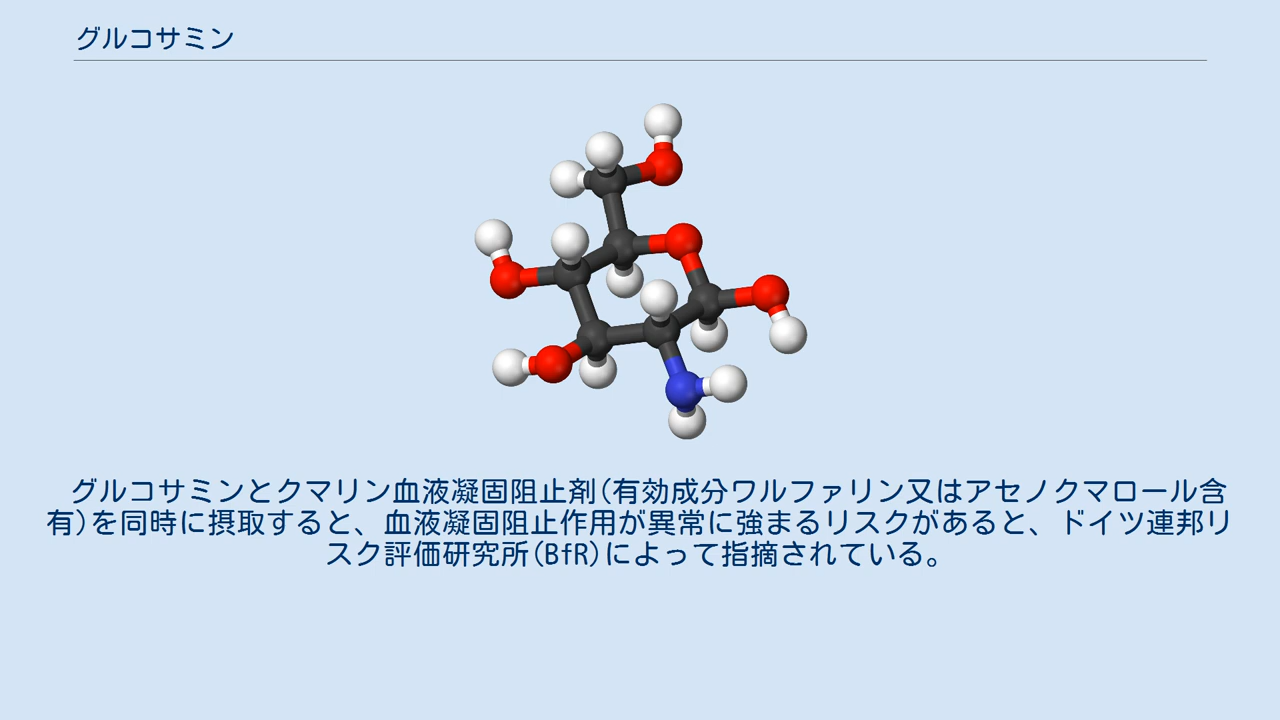 グルコサミン
グルコサミンとクマリン血液凝固阻止剤(有効成分ワルファリン又はアセノクマロール含
有)を同時に摂取すると、血液凝固阻止作用が異常に強まるリスクがあると、ドイツ連邦リ
スク評価研究所(BfR)によって指摘されている。